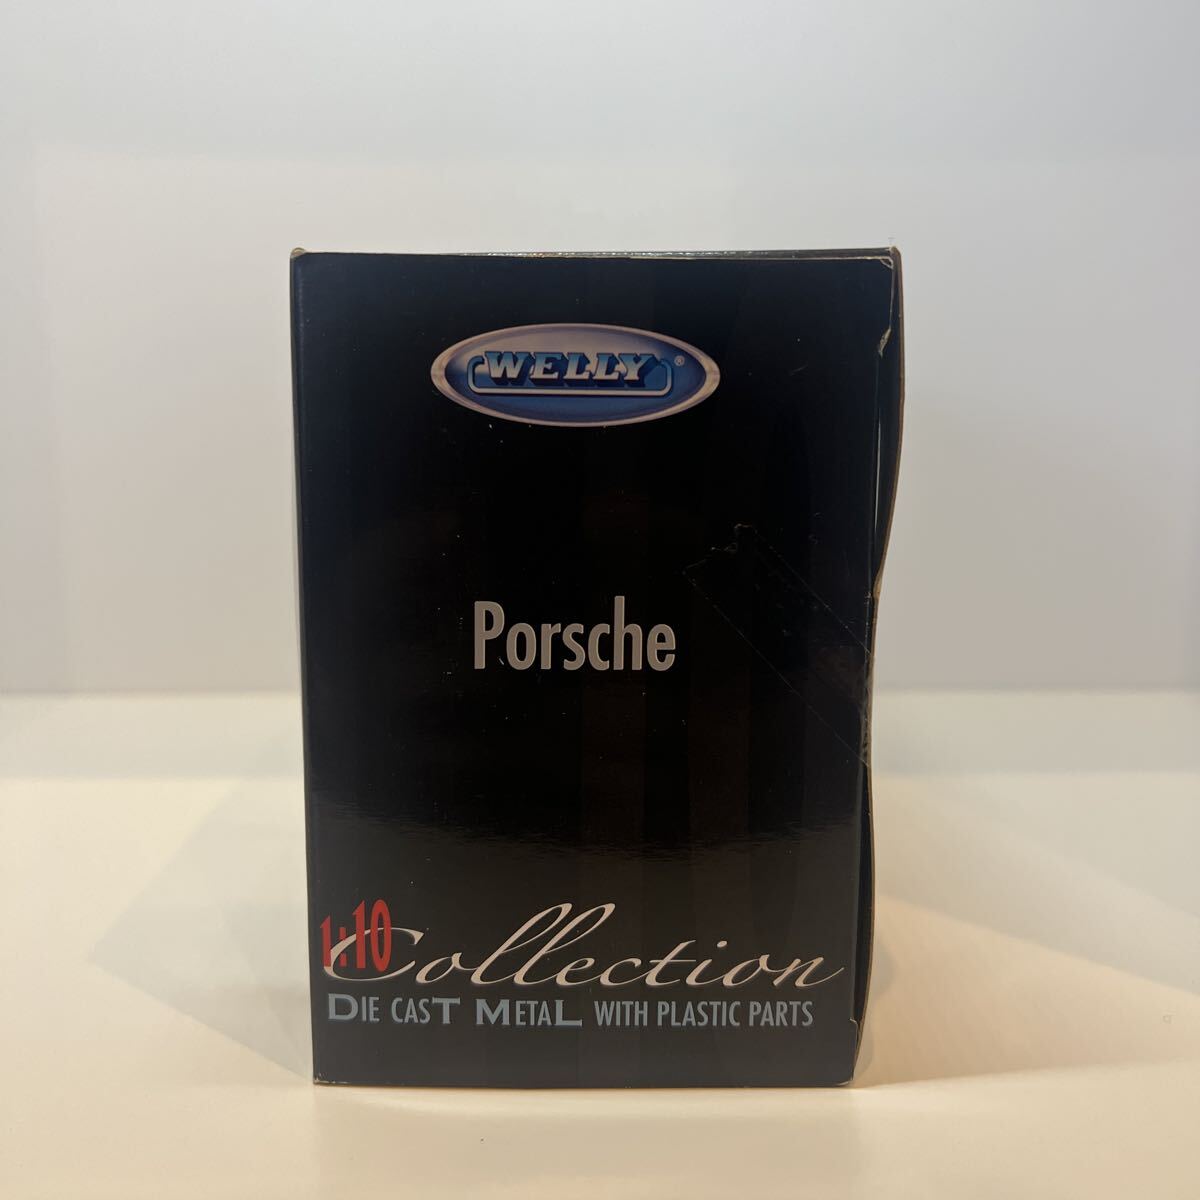 WELLY®
Porsche
1:10 Collection
DIE CAST METAL WITH PLASTIC PARTS